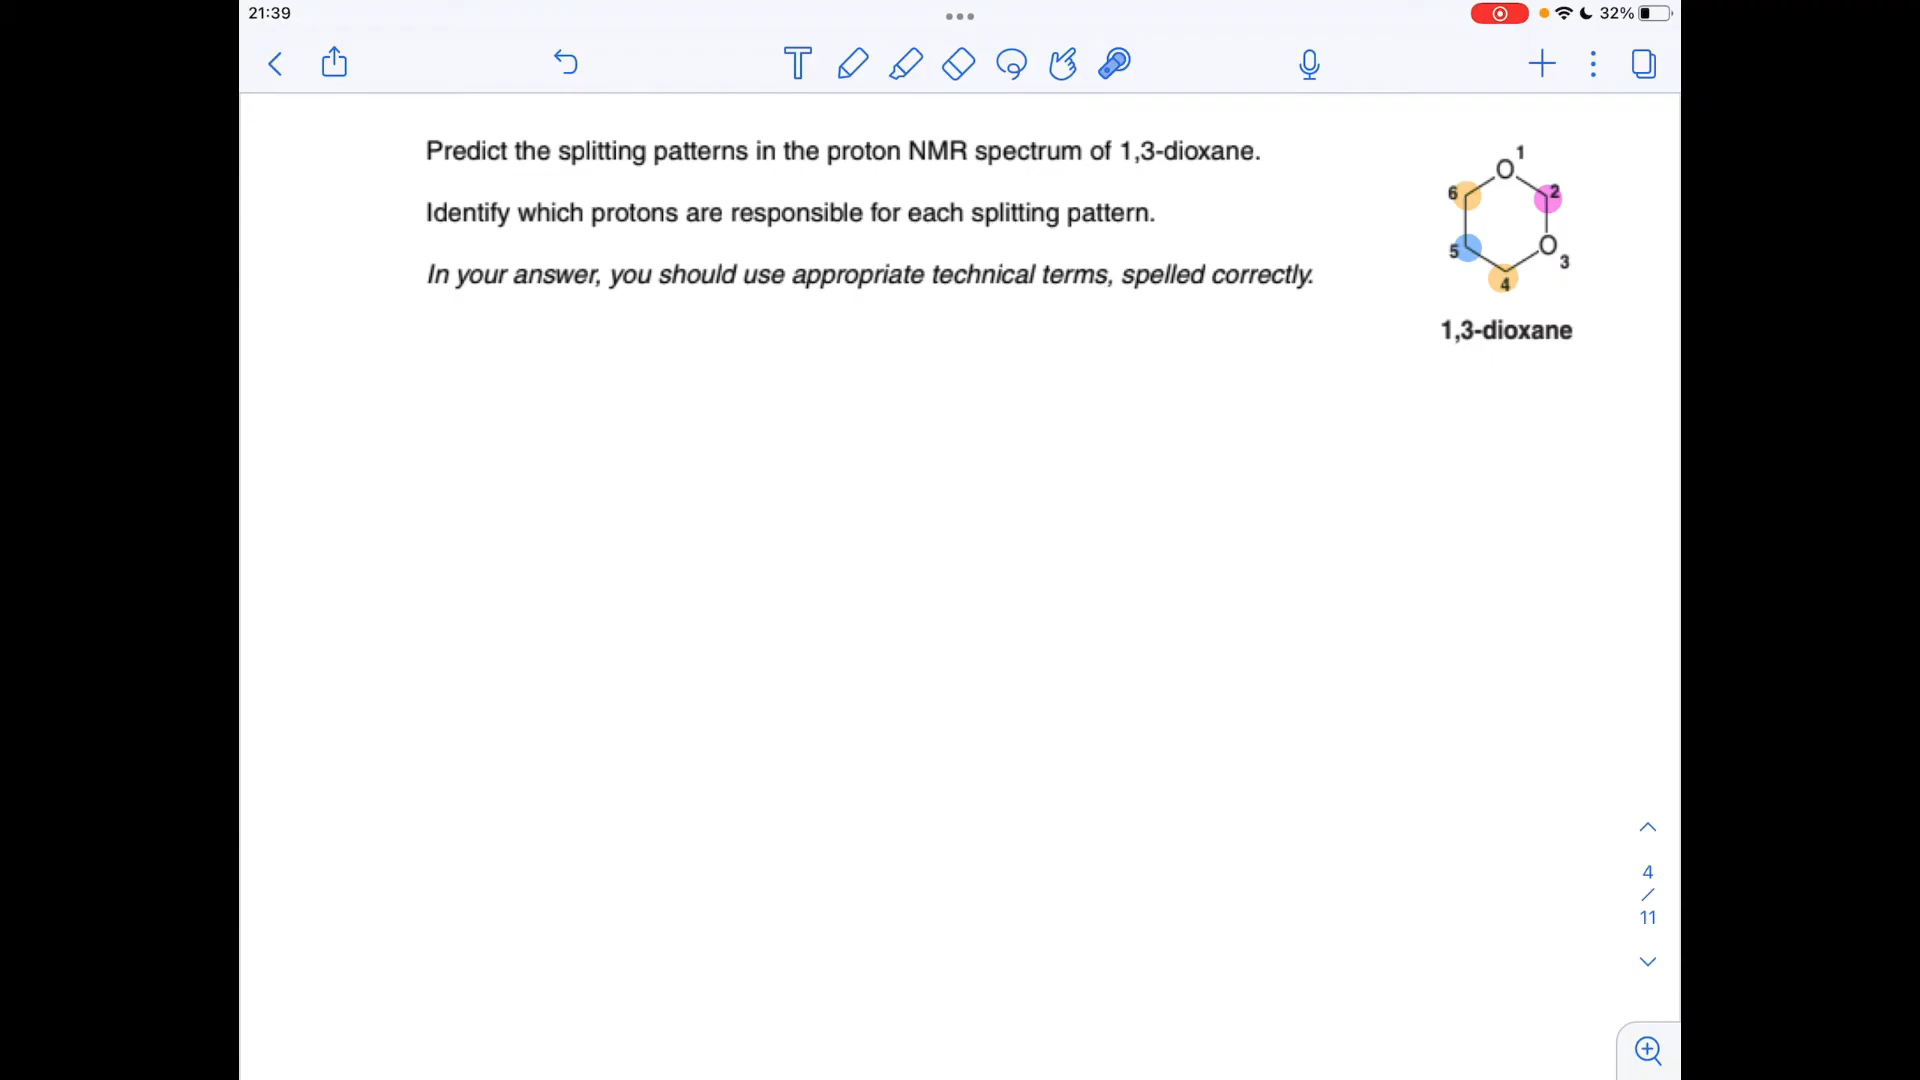 21:39
32%
T
Predict the splitting patterns in the proton NMR spectrum of 1,3-dioxane.
Identify which protons are responsible for each splitting pattern.
In your answer, you should use appropriate technical terms, spelled correctly.
1
O
6
2
5
O
3
4
1,3-dioxane
4
/
11